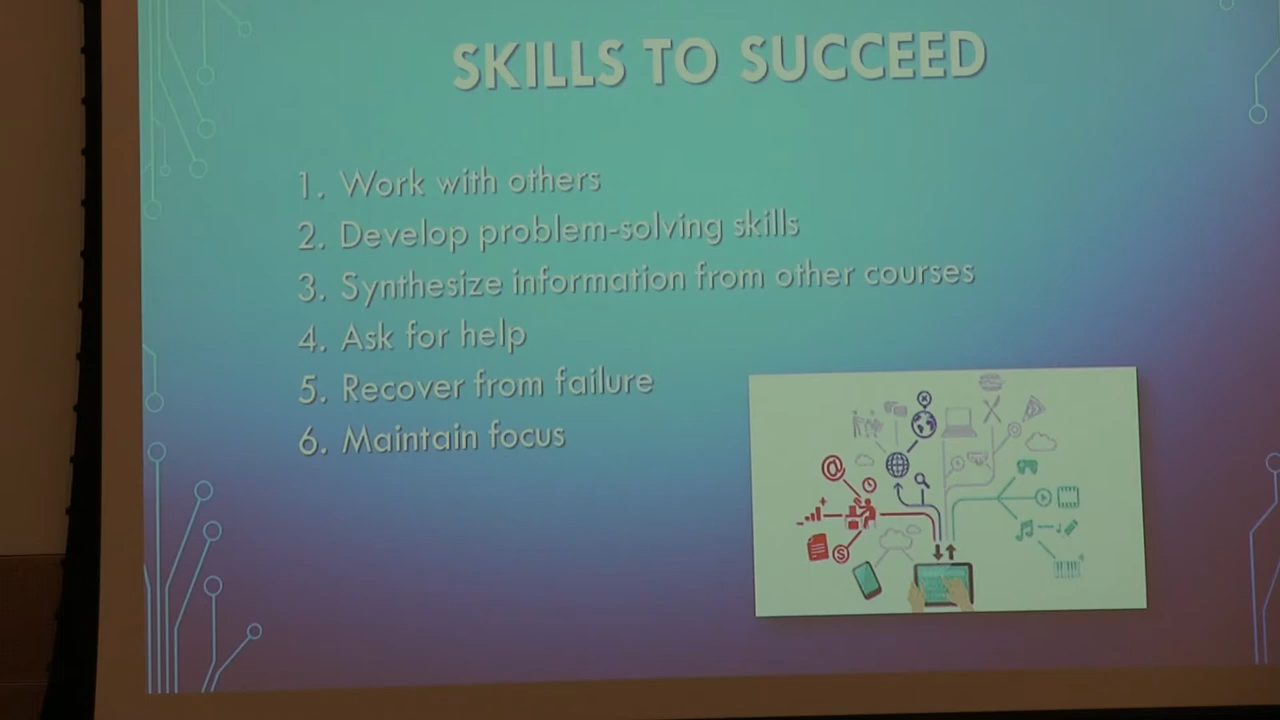 SKILLS TO SUCCEED
1. Work with others
2. Develop problem-solving skills
3. Synthesize information from other courses
4. Ask for help
5. Recover from failure
6. Maintain focus